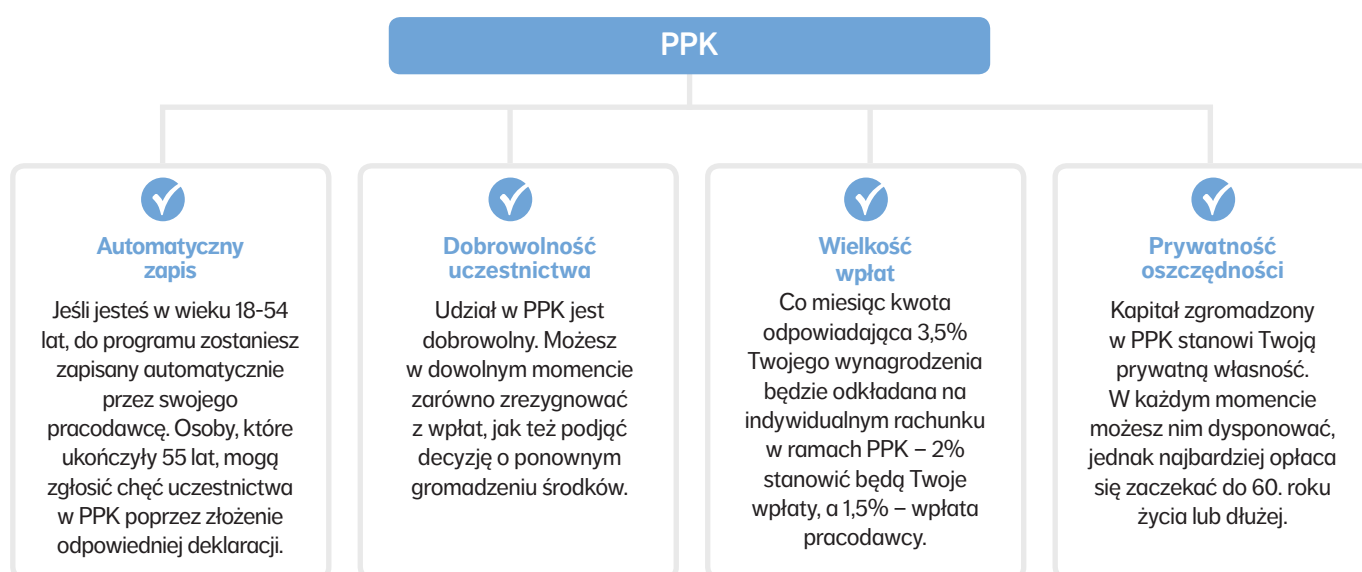 PPK
Automatyczny
zapis
Jeśli jesteś w wieku 18-54
lat, do programu zostaniesz
zapisany automatycznie
przez swojego
pracodawcę. Osoby, które
ukończyły 55 lat, mogą
zgłosić chęć uczestnictwa
w PPK poprzez złożenie
odpowiedniej deklaracji.
Dobrowolność
uczestnictwa
Udział w PPK jest
dobrowolny. Możesz
w dowolnym momencie
zarówno zrezygnować
z wpłat, jak też podjąć
decyzję o ponownym
gromadzeniu środków.
Wielkość
wpłat
Co miesiąc kwota
odpowiadająca 3,5%
Twojego wynagrodzenia
będzie odkładana na
indywidualnym rachunku
w ramach PPK – 2%
stanowić będą Twoje
wpłaty, a 1,5% – wpłata
pracodawcy.
Prywatność
oszczędności
Kapitał zgromadzony
w PPK stanowi Twoją
prywatną własność.
W każdym momencie
możesz nim dysponować,
jednak najbardziej opłaca
się zaczekać do 60. roku
życia lub dłużej.